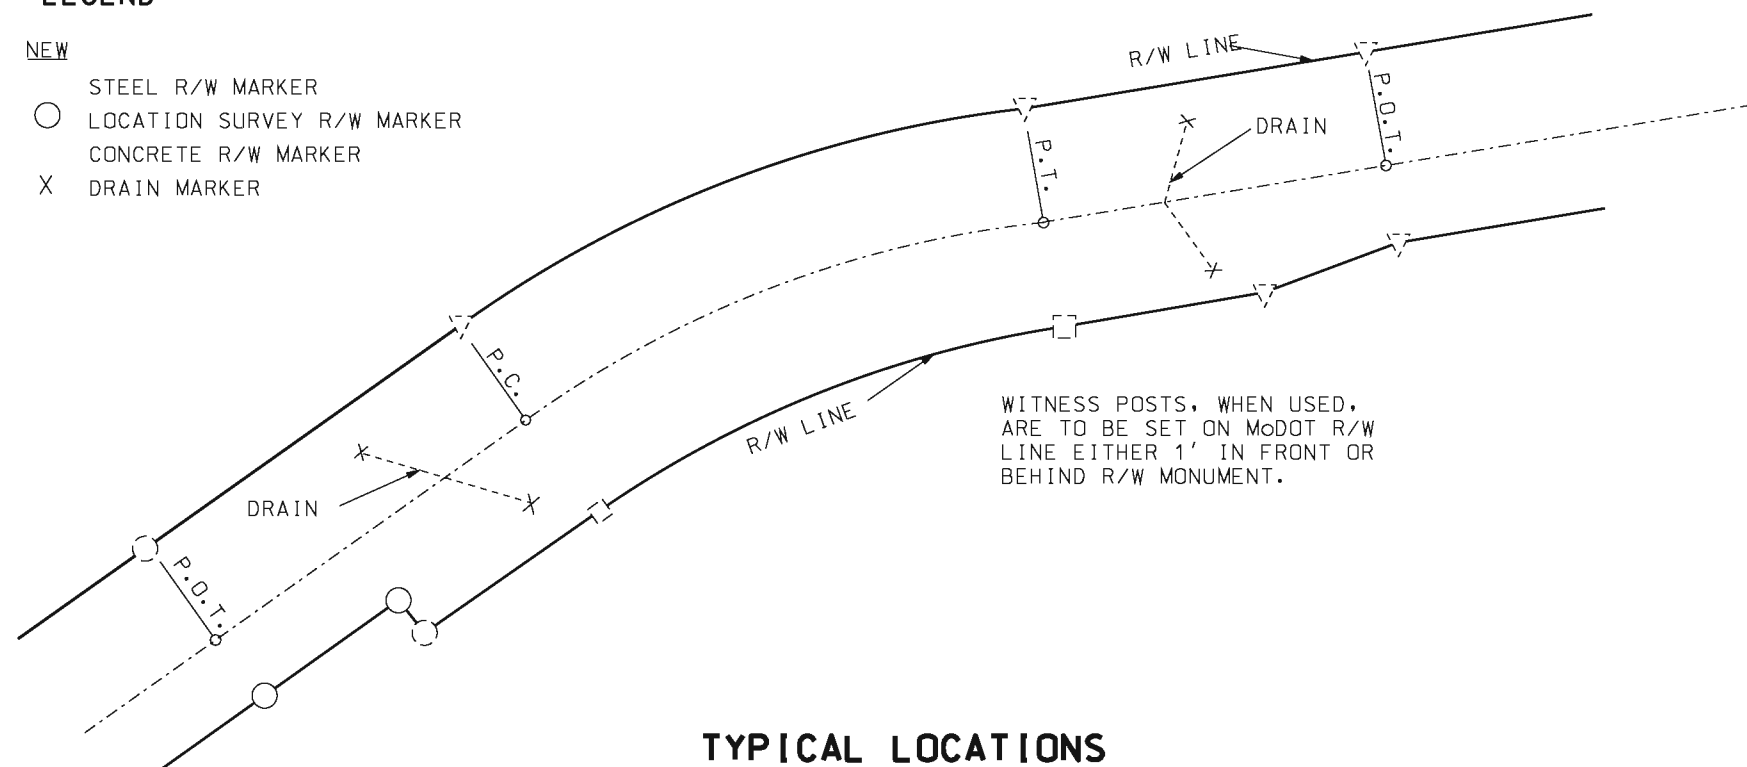 LEGEND
NEW
STEEL R/W MARKER
LOCATION SURVEY R/W MARKER
CONCRETE R/W MARKER
X DRAIN MARKER
R/W LINE
P.O.T.
P.T.
DRAIN
P.C.
R/W LINE
WITNESS POSTS, WHEN USED,
ARE TO BE SET ON MoDOT R/W
LINE EITHER 1' IN FRONT OR
BEHIND R/W MONUMENT.
DRAIN
P.O.T.
TYPICAL LOCATIONS